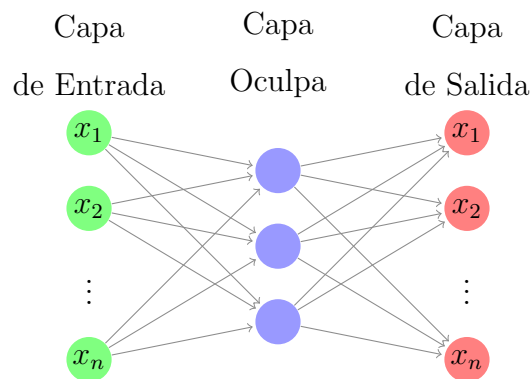 Capa
de Entrada
Capa
Oculpa
Capa
de Salida
x₁
x₂
⋮
xₙ
x₁
x₂
⋮
xₙ